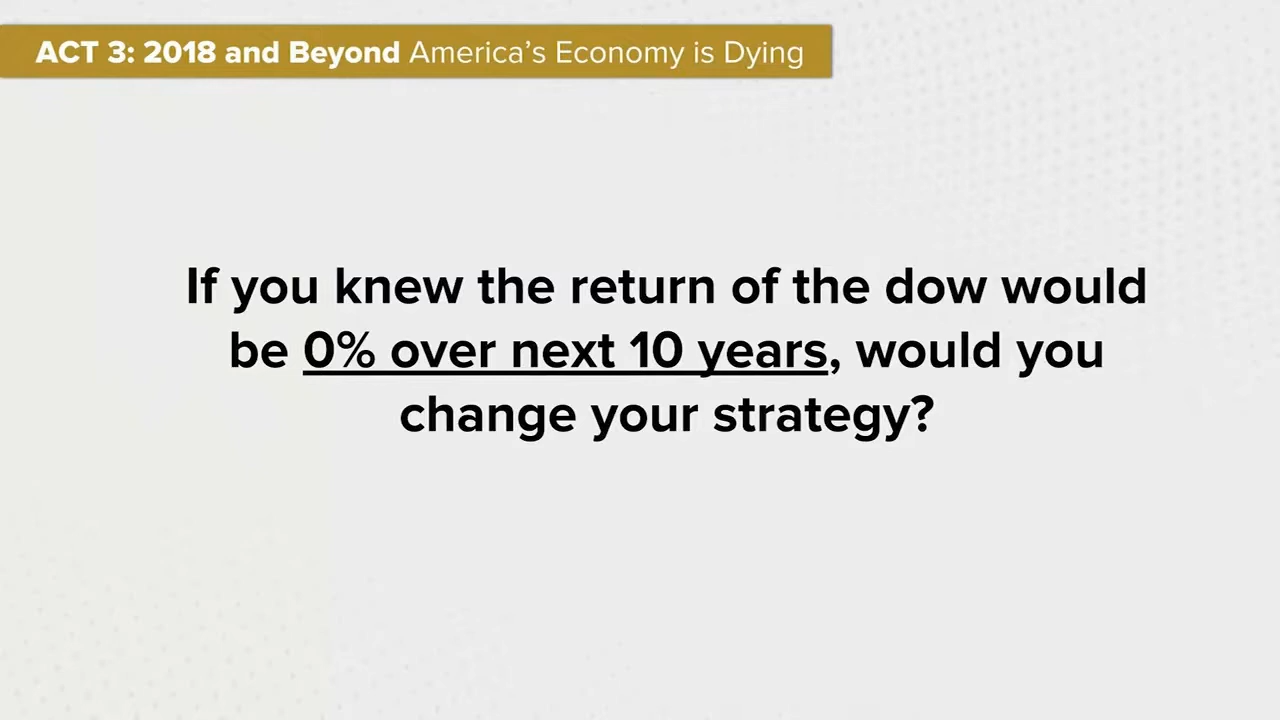 ACT 3: 2018 and Beyond America's Economy is Dying
If you knew the return of the dow would
be 0% over next 10 years, would you
change your strategy?